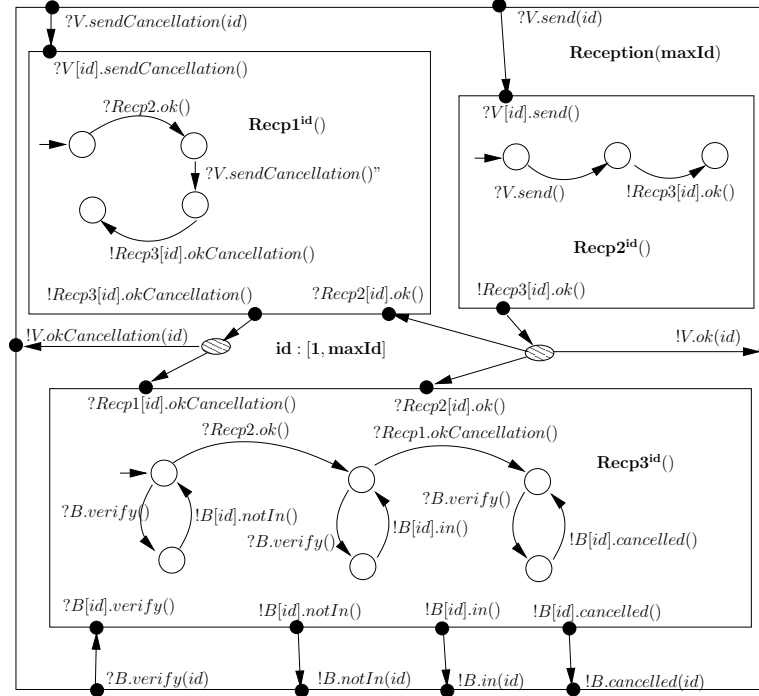 ?V.sendCancellation(id)
?V.send(id)
Reception(maxId)
?V[id].sendCancellation()
?V[id].send()
?Recp2.ok()
Recp1^id()
?V.sendCancellation()”
?V.send()
!Recp3[id].ok()
!Recp3[id].okCancellation()
Recp2^id()
!Recp3[id].okCancellation()
?Recp2[id].ok()
!Recp3[id].ok()
!V.okCancellation(id)
id : [1, maxId]
!V.ok(id)
?Recp1[id].okCancellation()
?Recp2[id].ok()
?Recp2.ok()
?Recp1.okCancellation()
Recp3^id()
?B.verify()
!B[id].notIn()
?B.verify()
!B[id].in()
?B.verify()
!B[id].cancelled()
?B[id].verify()
!B[id].notIn()
!B[id].in()
!B[id].cancelled()
?B.verify(id)
!B.notIn(id)
!B.in(id)
!B.cancelled(id)